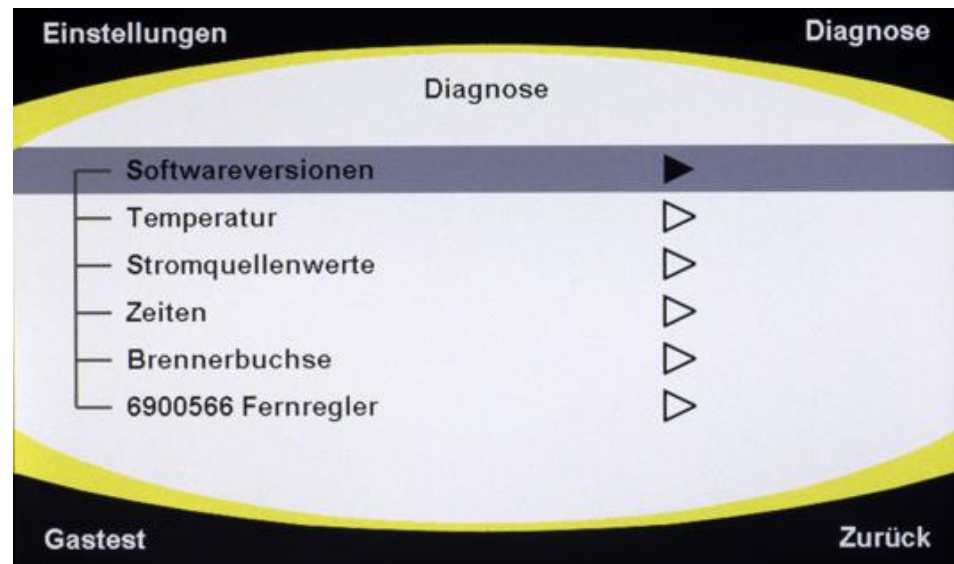 Einstellungen
Diagnose
Diagnose
Softwareversionen
Temperatur
Stromquellenwerte
Zeiten
Brennerbuchse
6900566 Fernregler
Gastest
Zurück